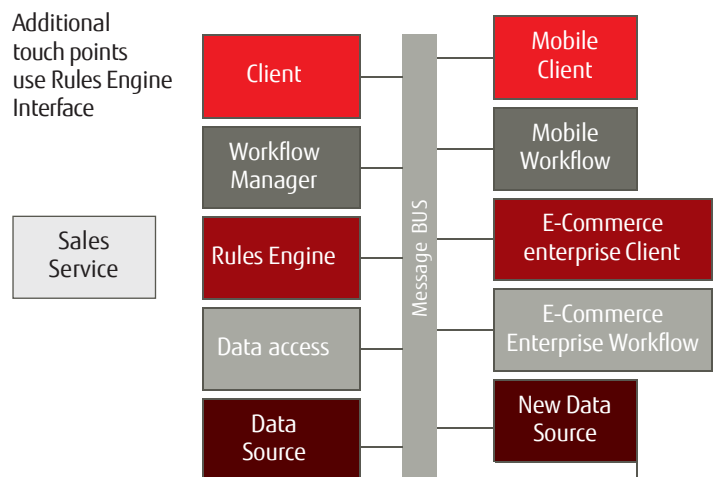 Additional
touch points
use Rules Engine
Interface
Sales
Service
Client
Workflow
Manager
Rules Engine
Data access
Data
Source
Message BUS
Mobile
Client
Mobile
Workflow
E-Commerce
enterprise Client
E-Commerce
Enterprise Workflow
New Data
Source